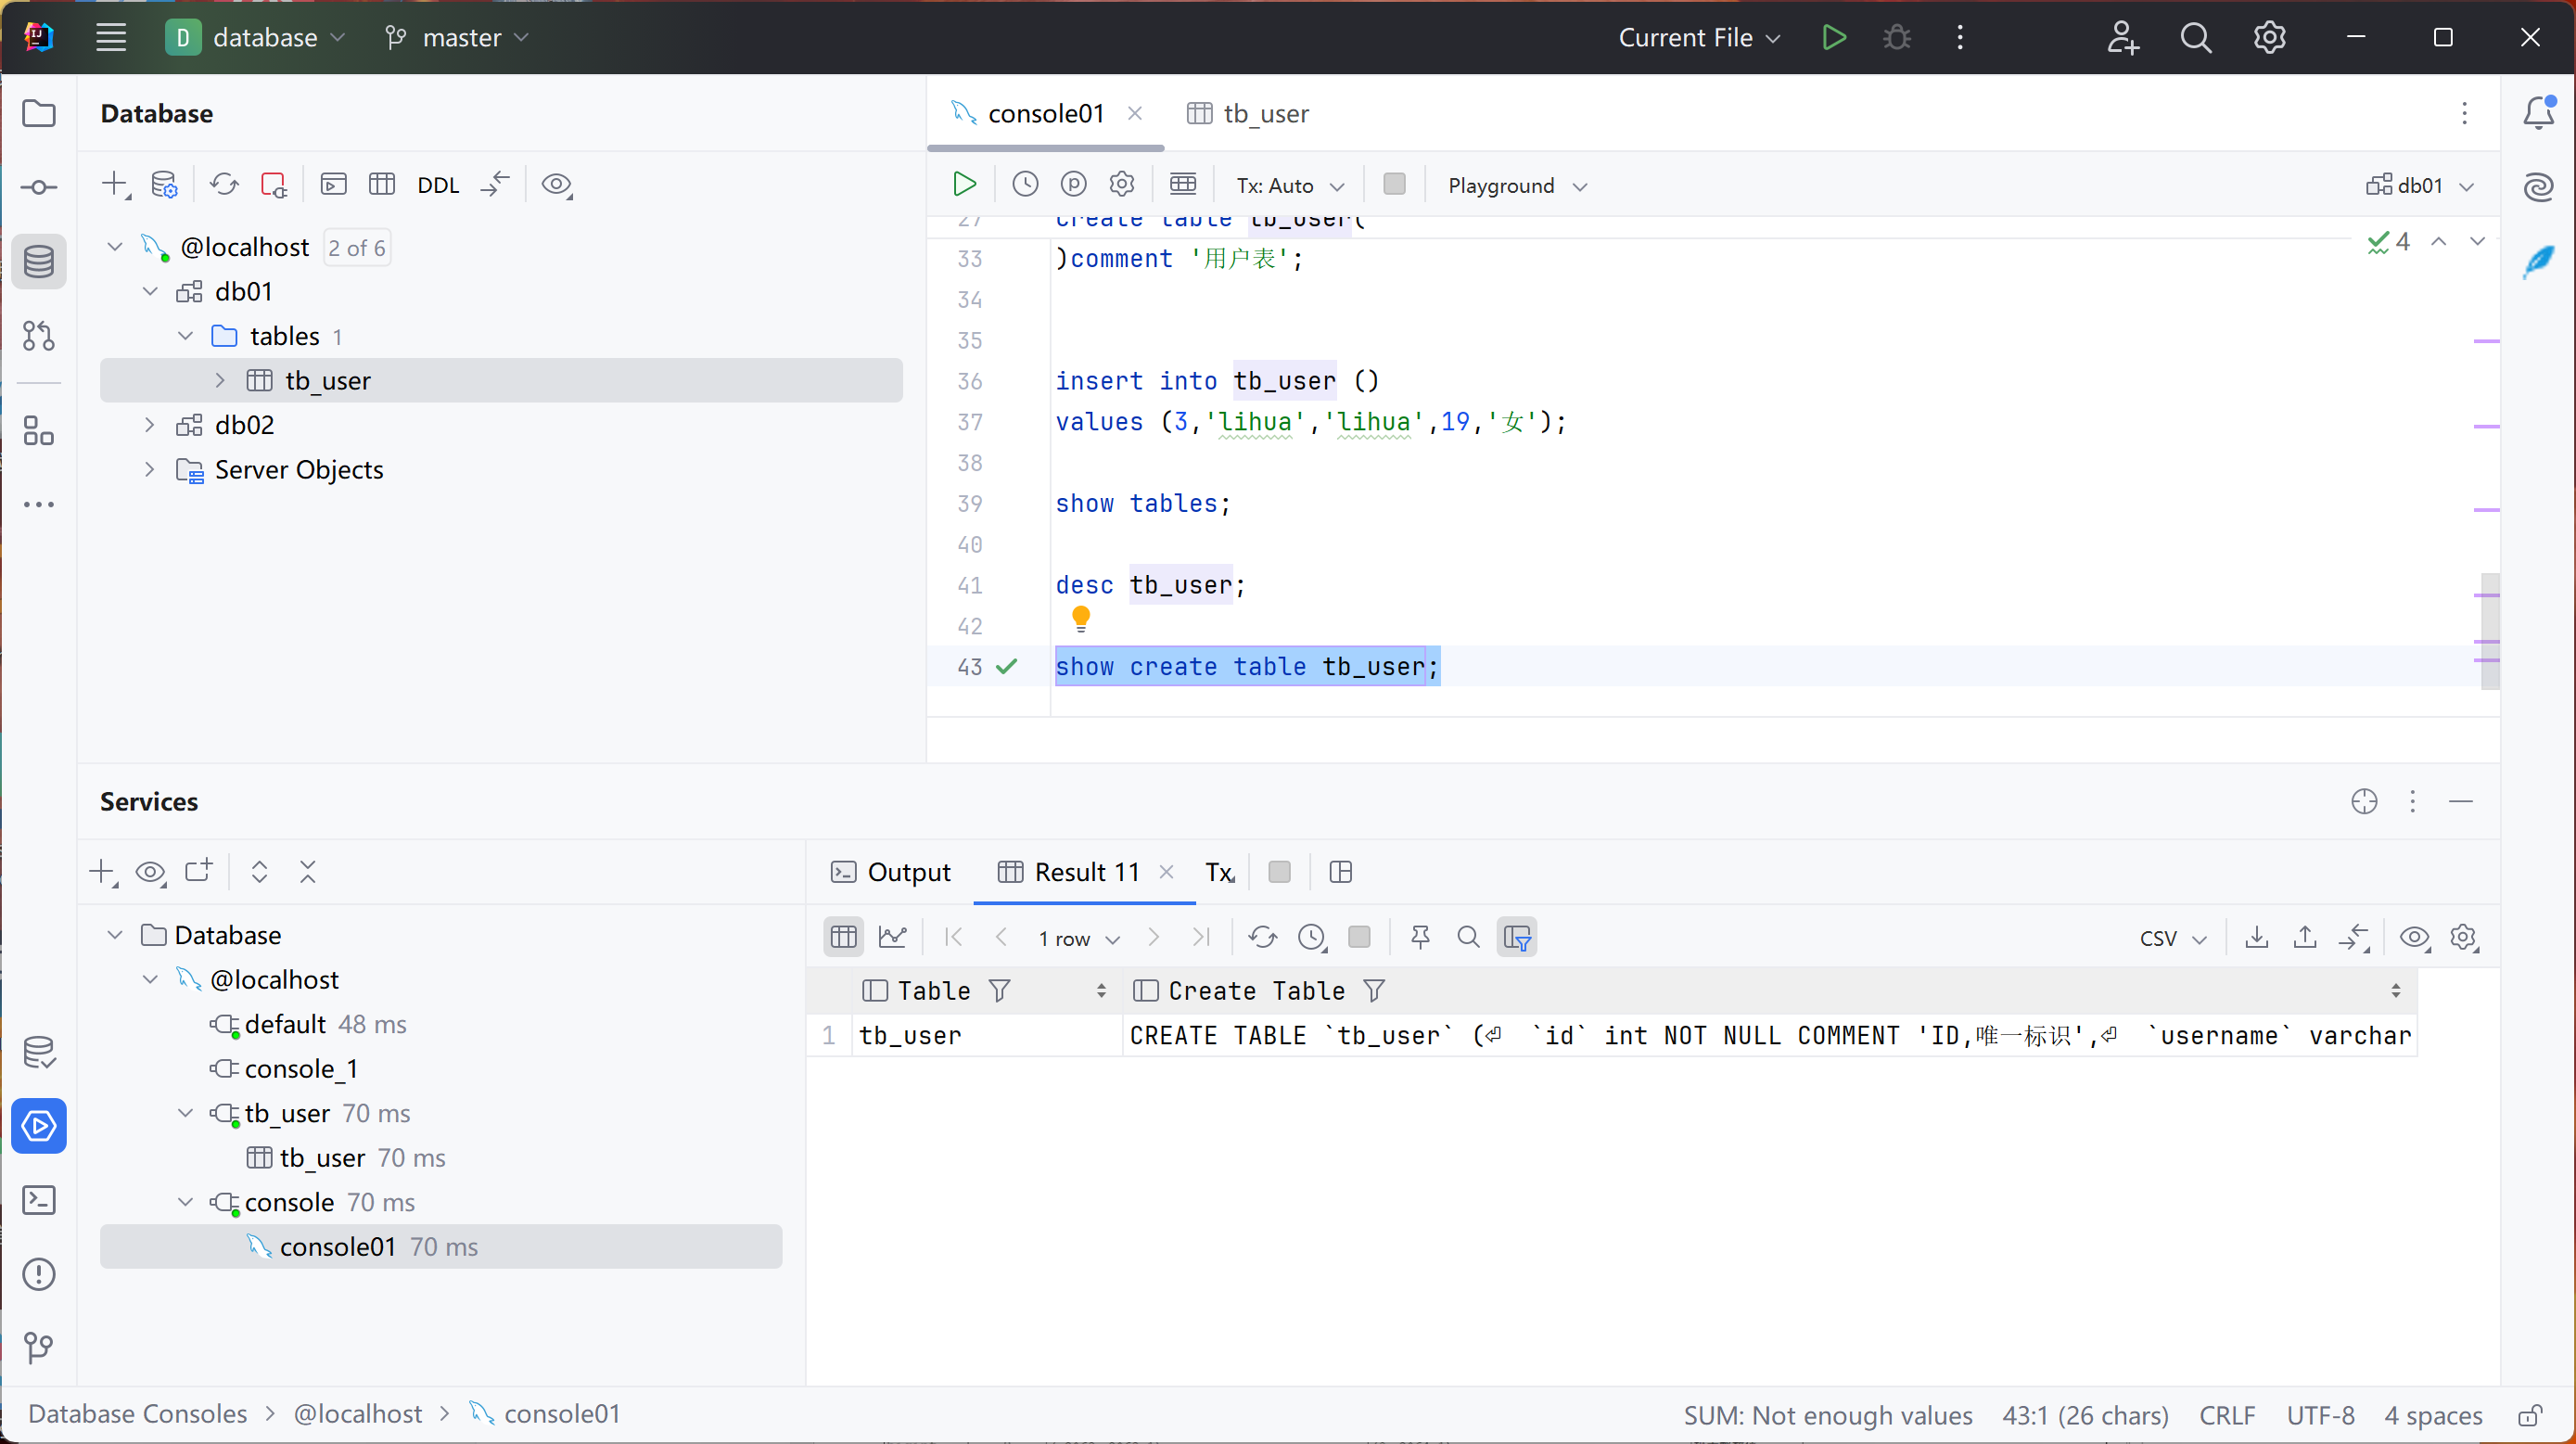 D database master Current File
Database
DDL
@localhost 2 of 6
db01
tables 1
tb_user
db02
Server Objects
console01 tb_user
Tx: Auto Playground db01
27 create table tb_user(
33 )comment '用户表';
4
34
35
36 insert into tb_user ()
37 values (3,'lihua','lihua',19,'女');
38
39 show tables;
40
41 desc tb_user;
42
43 show create table tb_user;
Services
Output Result 11 Tx
1 row CSV
Database
@localhost
default 48 ms
console_1
tb_user 70 ms
tb_user 70 ms
console 70 ms
console01 70 ms
Table Create Table
1 tb_user CREATE TABLE `tb_user` (⏎ `id` int NOT NULL COMMENT 'ID,唯一标识',⏎ `username` varchar
Database Consoles > @localhost > console01
SUM: Not enough values 43:1 (26 chars) CRLF UTF-8 4 spaces